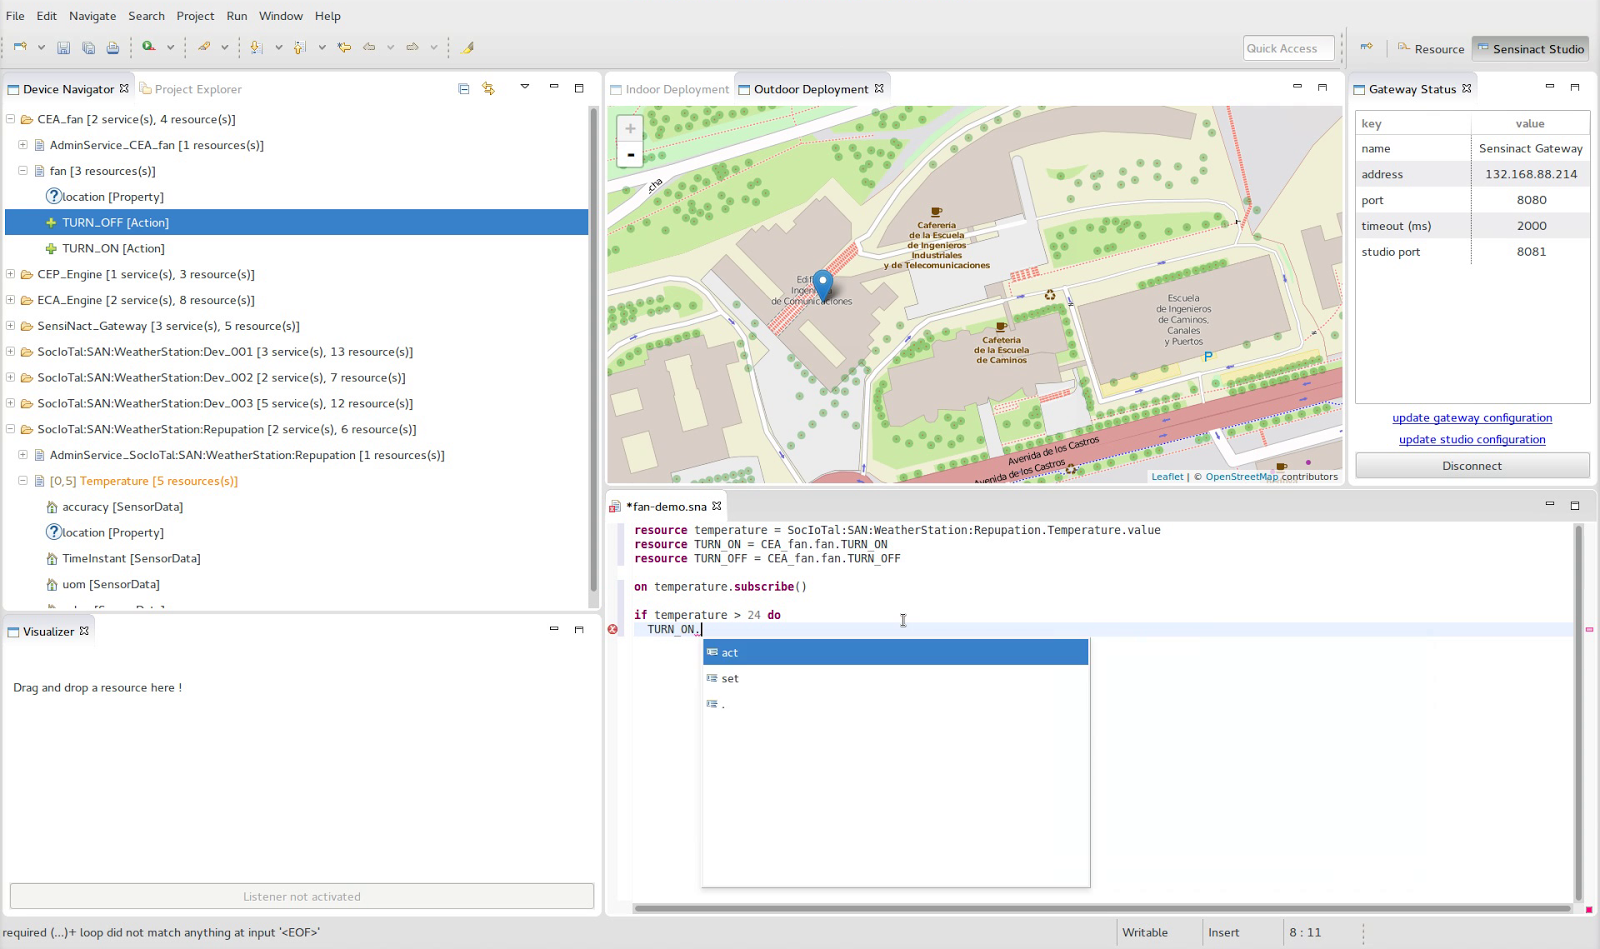 File Edit Navigate Search Project Run Window Help
Quick Access
Resource
Sensinact Studio
Device Navigator
Project Explorer
CEA_fan [2 service(s), 4 resource(s)]
AdminService_CEA_fan [1 resources(s)]
fan [3 resources(s)]
location [Property]
TURN_OFF [Action]
TURN_ON [Action]
CEP_Engine [1 service(s), 3 resource(s)]
ECA_Engine [2 service(s), 8 resource(s)]
SensiNact_Gateway [3 service(s), 5 resource(s)]
SocIoTal:SAN:WeatherStation:Dev_001 [3 service(s), 13 resource(s)]
SocIoTal:SAN:WeatherStation:Dev_002 [2 service(s), 7 resource(s)]
SocIoTal:SAN:WeatherStation:Dev_003 [5 service(s), 12 resource(s)]
SocIoTal:SAN:WeatherStation:Repupation [2 service(s), 6 resource(s)]
AdminService_SocIoTal:SAN:WeatherStation:Repupation [1 resources(s)]
[0,5] Temperature [5 resources(s)]
accuracy [SensorData]
location [Property]
TimeInstant [SensorData]
uom [SensorData]
Visualizer
Drag and drop a resource here !
Listener not activated
Indoor Deployment
Outdoor Deployment
+
-
cha
Cafereria
de la Escuela
de Ingenieros
Industriales
y de Telecomunicaciones
de Comunicaciones
Cafeteria
de la Escuela
de Caminos
Escuela
de Ingenieros
de Caminos,
Canales
y Puertos
P
Avenida de los Castros
Avenida de los Castros
Leaflet | © OpenStreetMap contributors
Gateway Status
key value
name Sensinact Gateway
address 132.168.88.214
port 8080
timeout (ms) 2000
studio port 8081
update gateway configuration
update studio configuration
Disconnect
*fan-demo.sna
resource temperature = SocIoTal:SAN:WeatherStation:Repupation.Temperature.value
resource TURN_ON = CEA_fan.fan.TURN_ON
resource TURN_OFF = CEA_fan.fan.TURN_OFF
on temperature.subscribe()
if temperature > 24 do
TURN_ON.
act
set
.
required (...)+ loop did not match anything at input '<EOF>'
Writable
Insert
8 : 11